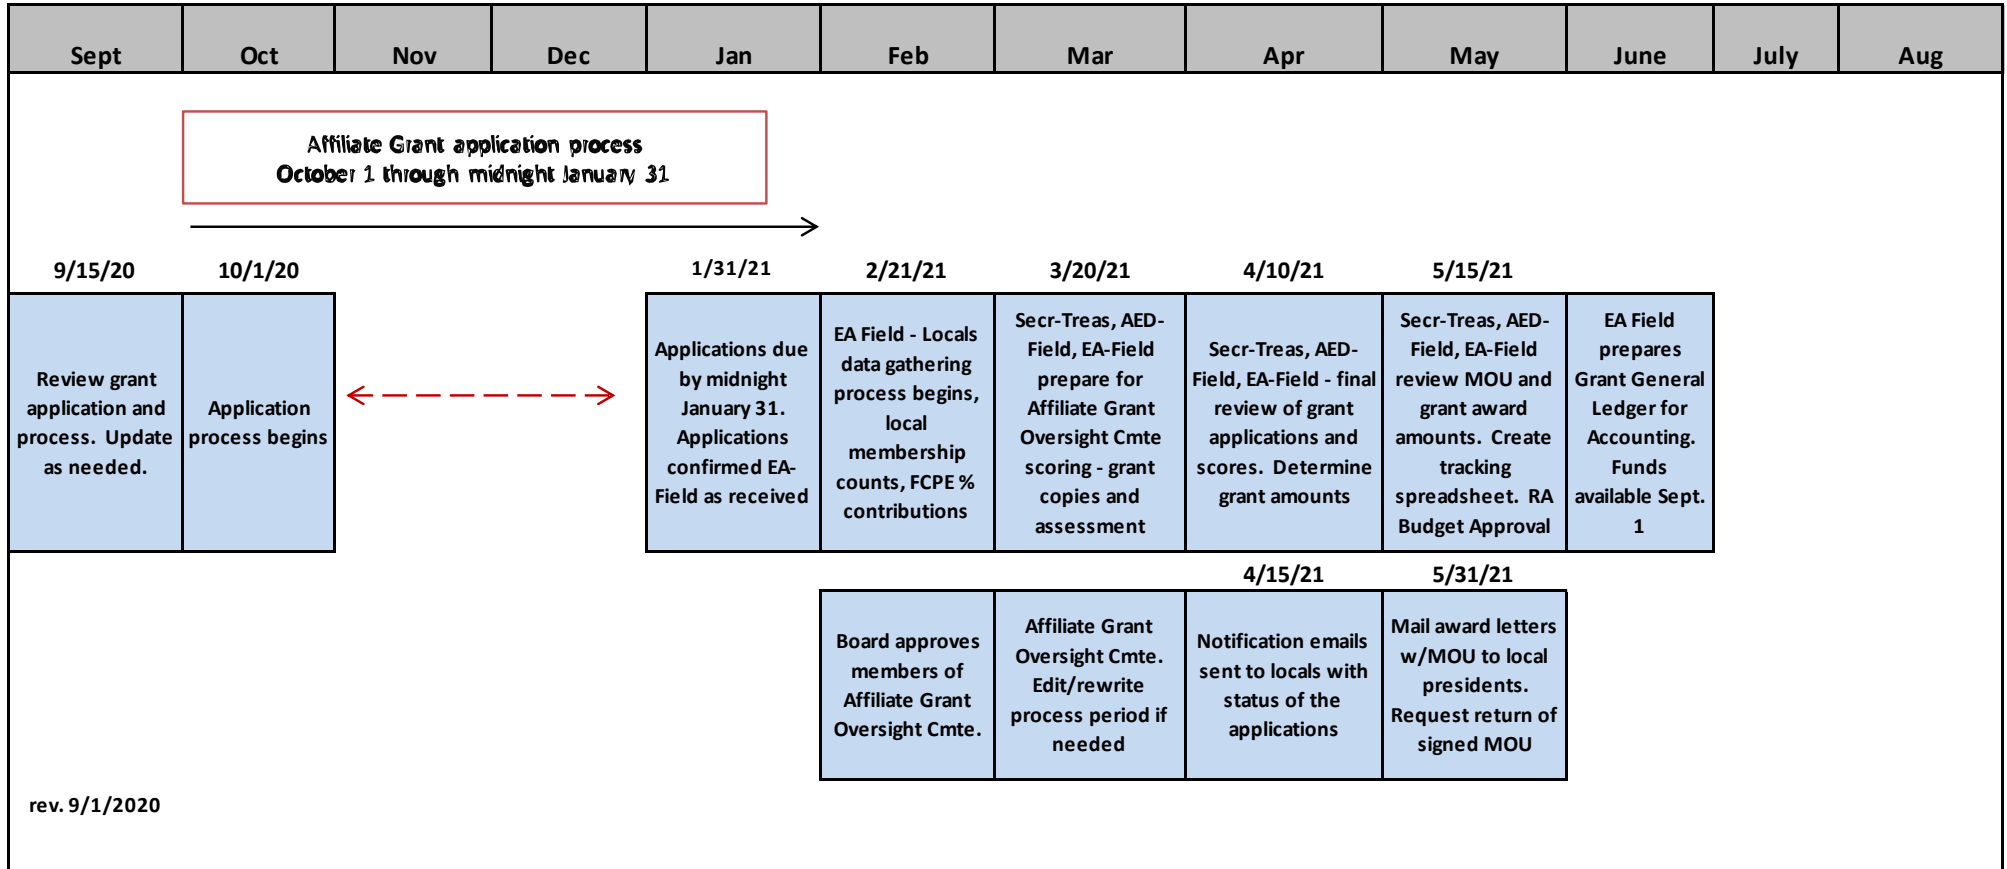 Sept Oct Nov Dec Jan Feb Mar Apr May June July Aug
Affiliate Grant application process
October 1 through midnight January 31
9/15/20 10/1/20 1/31/21 2/21/21 3/20/21 4/10/21 5/15/21
Review grant
application and
process. Update
as needed.
Application
process begins
Applications due
by midnight
January 31.
Applications
confirmed EA-
Field as received
EA Field - Locals
data gathering
process begins,
local
membership
counts, FCPE %
contributions
Secr-Treas, AED-
Field, EA-Field
prepare for
Affiliate Grant
Oversight Cmte
scoring - grant
copies and
assessment
Secr-Treas, AED-
Field, EA-Field - final
review of grant
applications and
scores. Determine
grant amounts
Secr-Treas, AED-
Field, EA-Field
review MOU and
grant award
amounts. Create
tracking
spreadsheet. RA
Budget Approval
EA Field
prepares
Grant General
Ledger for
Accounting.
Funds
available Sept.
1
4/15/21 5/31/21
Board approves
members of
Affiliate Grant
Oversight Cmte.
Affiliate Grant
Oversight Cmte.
Edit/rewrite
process period if
needed
Notification emails
sent to locals with
status of the
applications
Mail award letters
w/MOU to local
presidents.
Request return of
signed MOU
rev. 9/1/2020